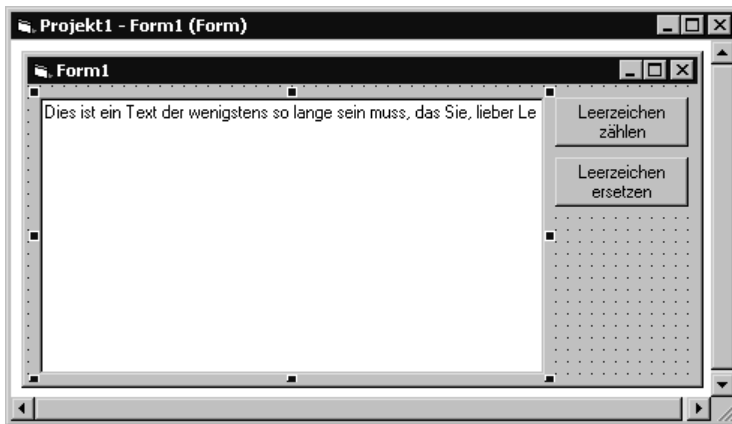 Projekt1 - Form1 (Form)
Form1
Dies ist ein Text der wenigstens so lange sein muss, das Sie, lieber Le
Leerzeichen
zählen
Leerzeichen
ersetzen